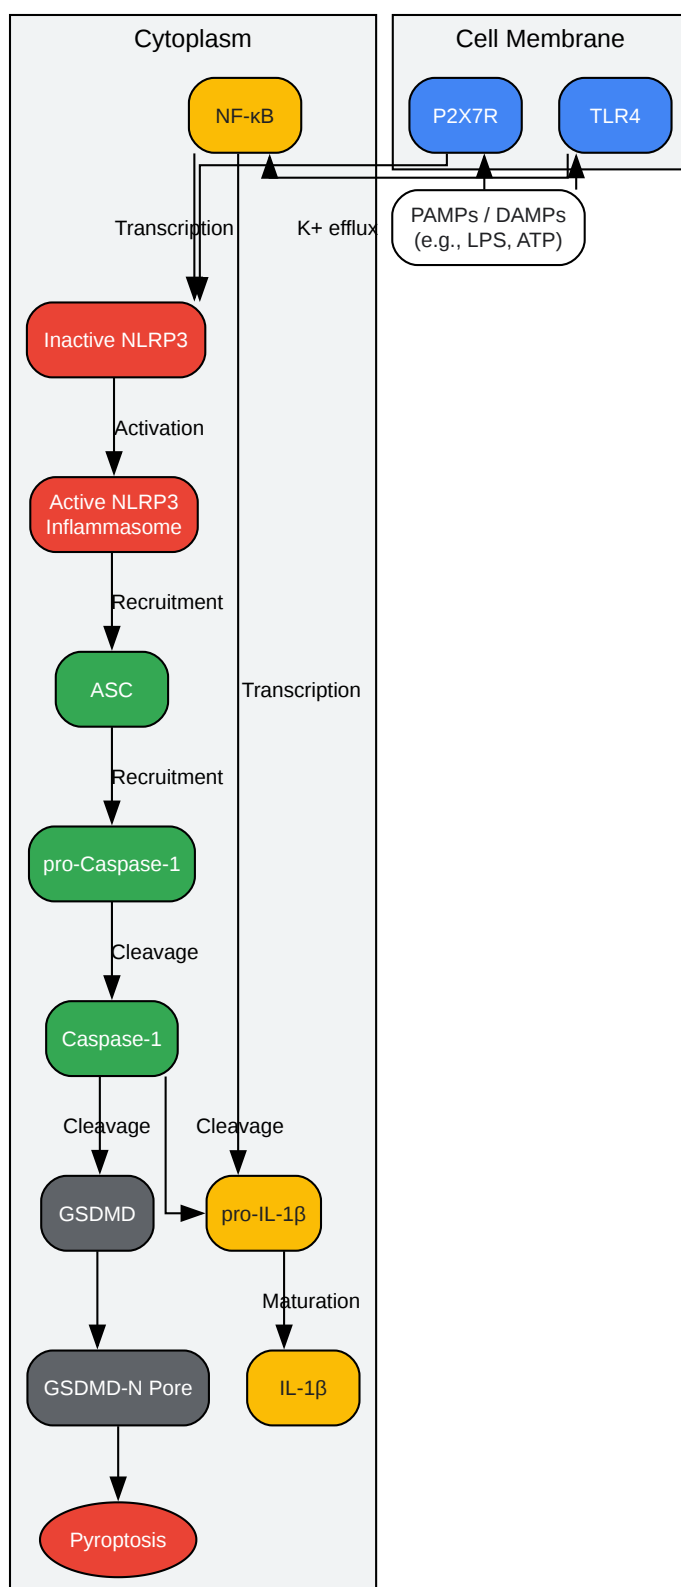 Cytoplasm
Cell Membrane
NF-κB
P2X7R
TLR4
PAMPs / DAMPs
(e.g., LPS, ATP)
Transcription
K+ efflux
Inactive NLRP3
Activation
Active NLRP3
Inflammasome
Recruitment
ASC
Transcription
Recruitment
pro-Caspase-1
Cleavage
Caspase-1
Cleavage
Cleavage
GSDMD
pro-IL-1β
Maturation
GSDMD-N Pore
IL-1β
Pyroptosis